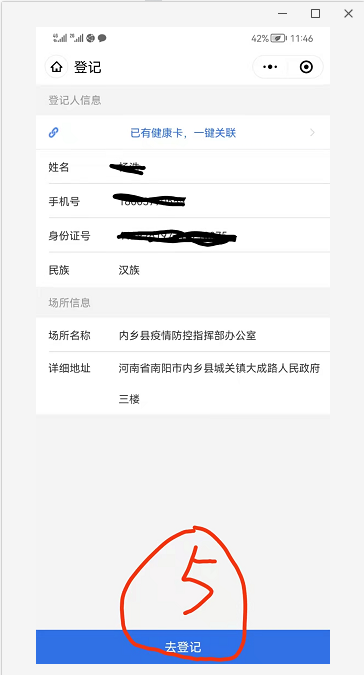 42% 11:46
登记
登记人信息
已有健康卡，一键关联
姓名
手机号
身份证号
民族 汉族
场所信息
场所名称 内乡县疫情防控指挥部办公室
详细地址 河南省南阳市内乡县城关镇大成路人民政府
三楼
5
去登记